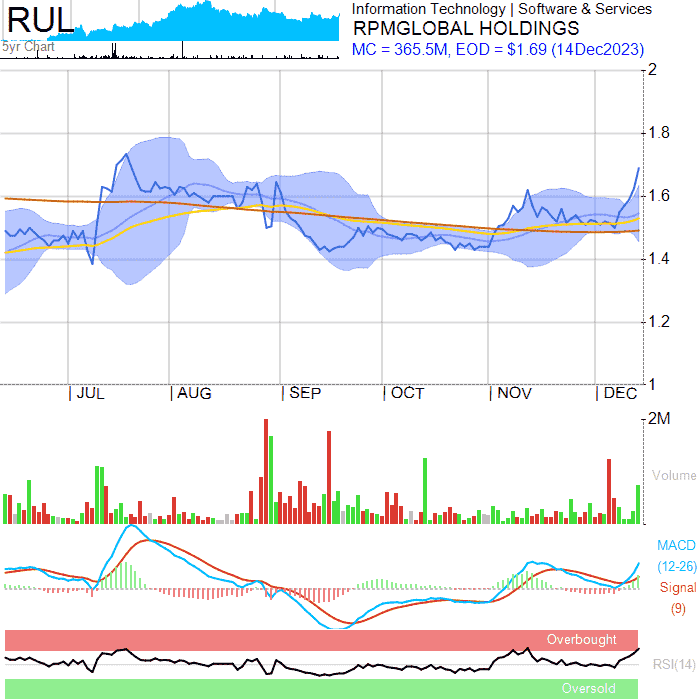 RUL
5yr Chart
Information Technology | Software & Services
RPMGLOBAL HOLDINGS
MC = 365.5M, EOD = $1.69 (14Dec2023)
2
1.8
1.6
1.4
1.2
1
JUL
AUG
SEP
OCT
NOV
DEC
2M
Volume
MACD
(12-26)
Signal
(9)
Overbought
RSI(14)
Oversold